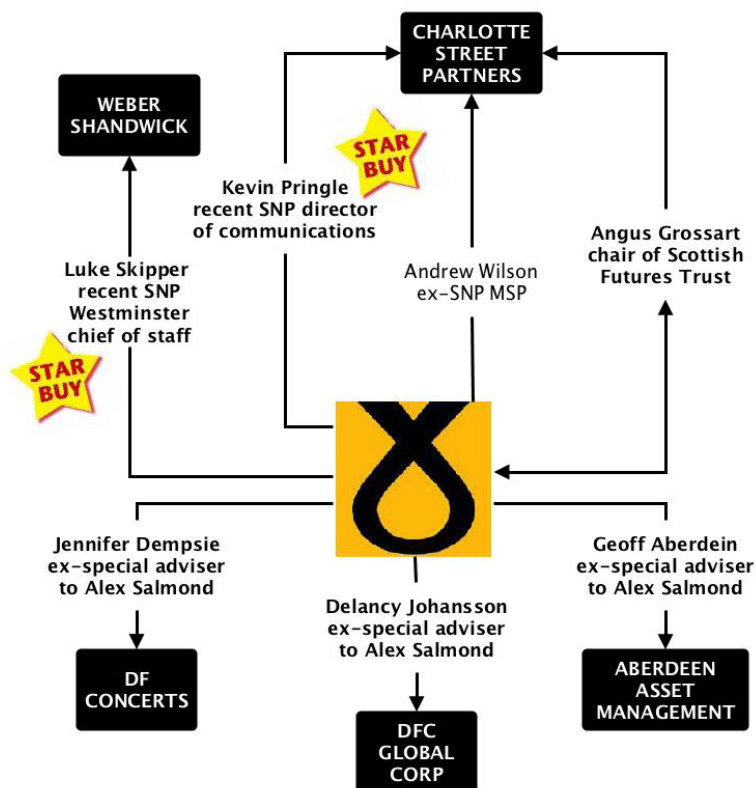 CHARLOTTE
STREET
PARTNERS
WEBER
SHANDWICK
STAR
BUY
Kevin Pringle
recent SNP director
of communications
Angus Grossart
chair of Scottish
Futures Trust
Andrew Wilson
ex-SNP MSP
Luke Skipper
recent SNP
Westminster
chief of staff
STAR
BUY
Jennifer Dempsie
ex-special adviser
to Alex Salmond
Geoff Aberdein
ex-special adviser
to Alex Salmond
Delancy Johansson
ex-special adviser
to Alex Salmond
DF
CONCERTS
ABERDEEN
ASSET
MANAGEMENT
DFC
GLOBAL
CORP